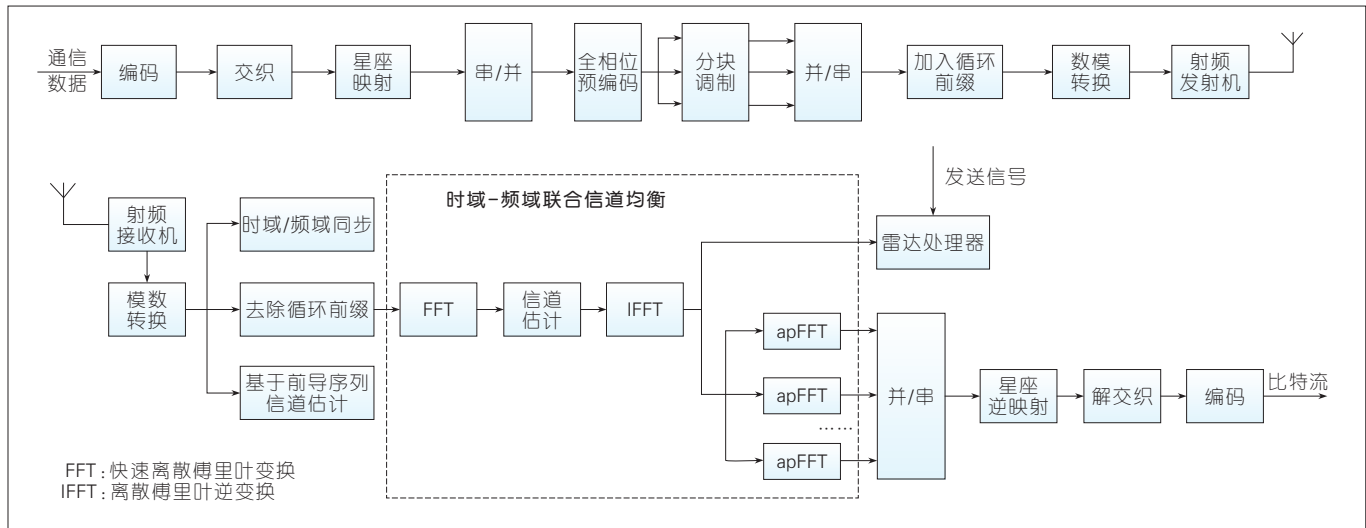 通信
数据
编码
交织
星座
映射
串/并
全相位
预编码
分块
调制
并/串
加入循环
前缀
数模
转换
射频
发射机
射频
接收机
模数
转换
时域/频域同步
去除循环前缀
基于前导序列
信道估计
时域-频域联合信道均衡
FFT
信道
估计
IFFT
apFFT
apFFT
……
apFFT
发送信号
雷达处理器
并/串
星座
逆映射
解交织
编码
比特流
FFT:快速离散傅里叶变换
IFFT:离散傅里叶逆变换